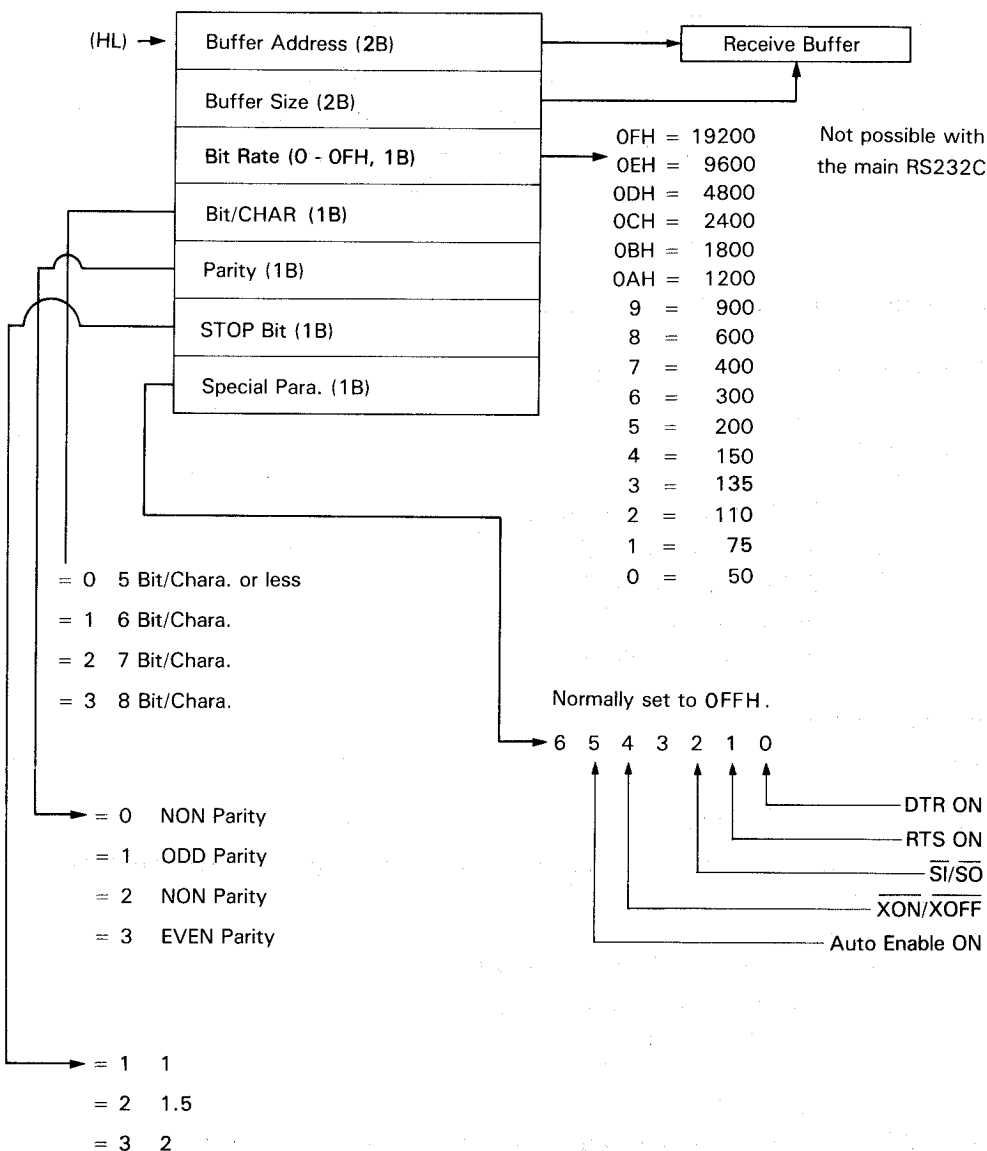 (HL)
Buffer Address (2B)
Receive Buffer
Buffer Size (2B)
Bit Rate (0 - 0FH, 1B)
Bit/CHAR (1B)
Parity (1B)
STOP Bit (1B)
Special Para. (1B)
0FH = 19200 Not possible with
0EH = 9600 the main RS232C
0DH = 4800
0CH = 2400
0BH = 1800
0AH = 1200
9 = 900
8 = 600
7 = 400
6 = 300
5 = 200
4 = 150
3 = 135
2 = 110
1 = 75
0 = 50
= 0 5 Bit/Chara. or less
= 1 6 Bit/Chara.
= 2 7 Bit/Chara.
= 3 8 Bit/Chara.
Normally set to 0FFH.
6 5 4 3 2 1 0
DTR ON
RTS ON
S̅I̅/S̅O̅
X̅O̅N̅/X̅O̅F̅F̅
Auto Enable ON
= 0 NON Parity
= 1 ODD Parity
= 2 NON Parity
= 3 EVEN Parity
= 1 1
= 2 1.5
= 3 2